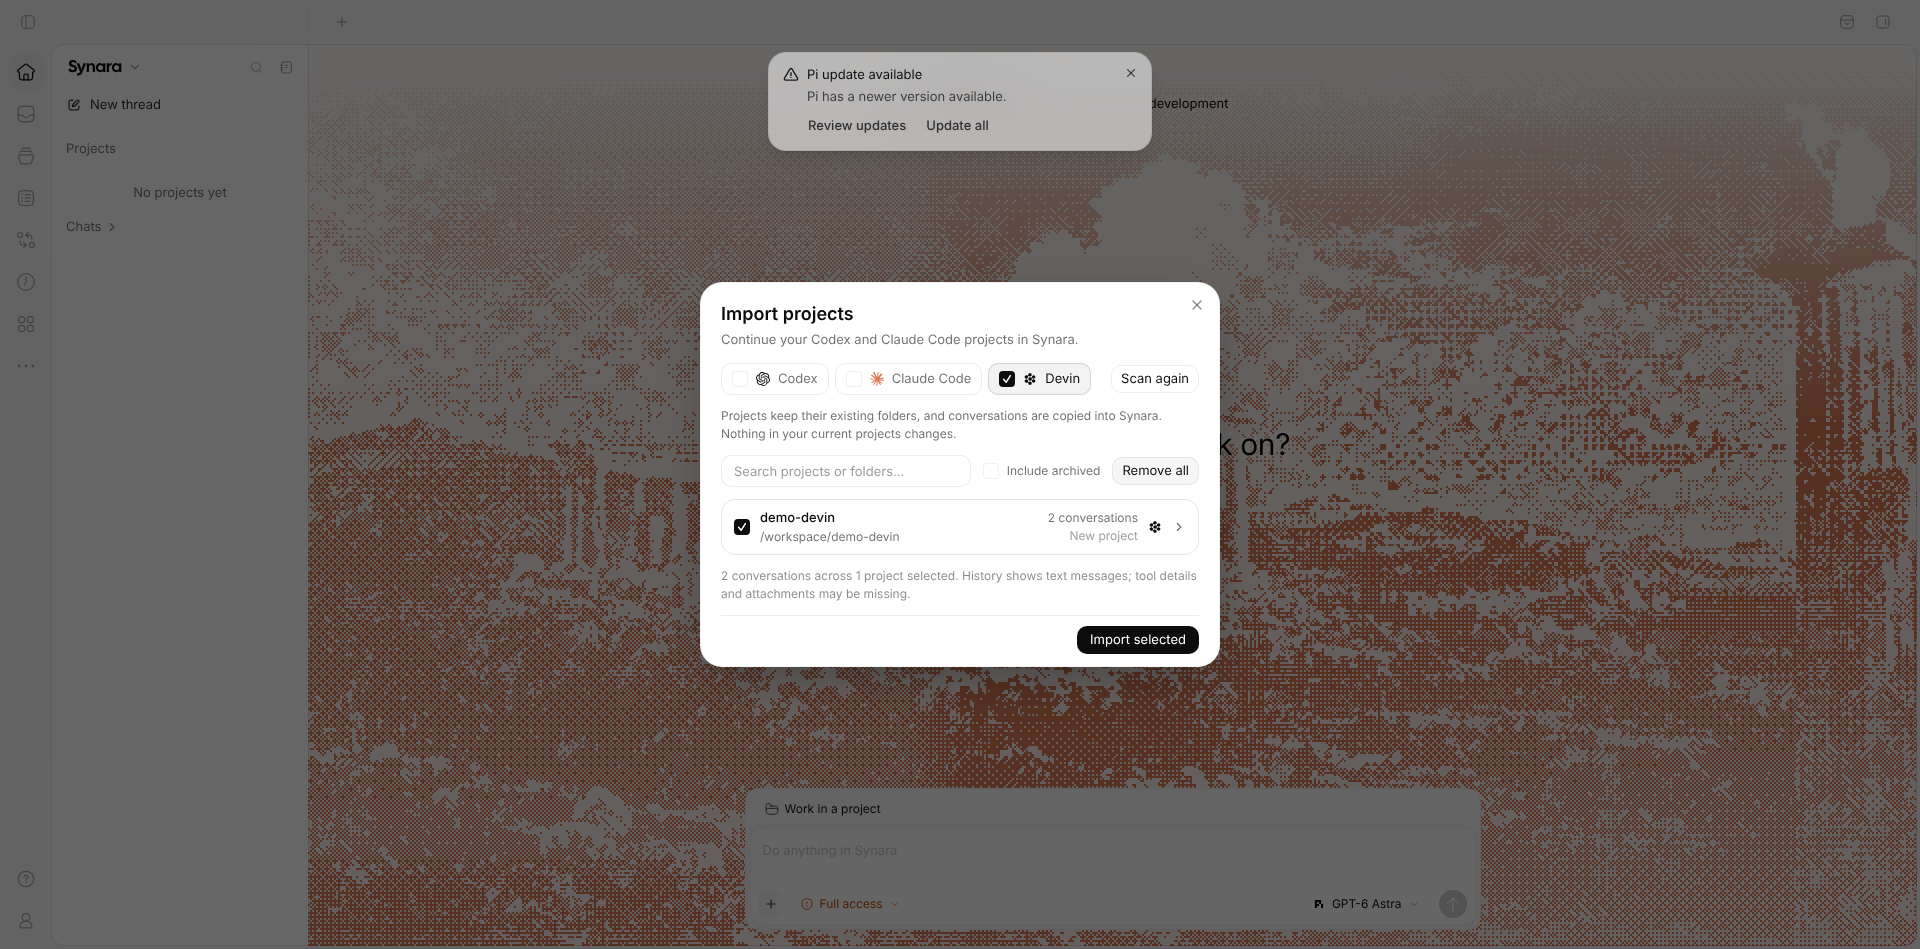 Synara
New thread
Projects
No projects yet
Chats
Pi update available
Pi has a newer version available.
Review updates Update all
development
Import projects
Continue your Codex and Claude Code projects in Synara.
Codex Claude Code Devin Scan again
Projects keep their existing folders, and conversations are copied into Synara.
Nothing in your current projects changes.
Search projects or folders... Include archived Remove all
demo-devin 2 conversations
/workspace/demo-devin New project
2 conversations across 1 project selected. History shows text messages; tool details
and attachments may be missing.
Import selected
k on?
Work in a project
Do anything in Synara
Full access GPT-6 Astra